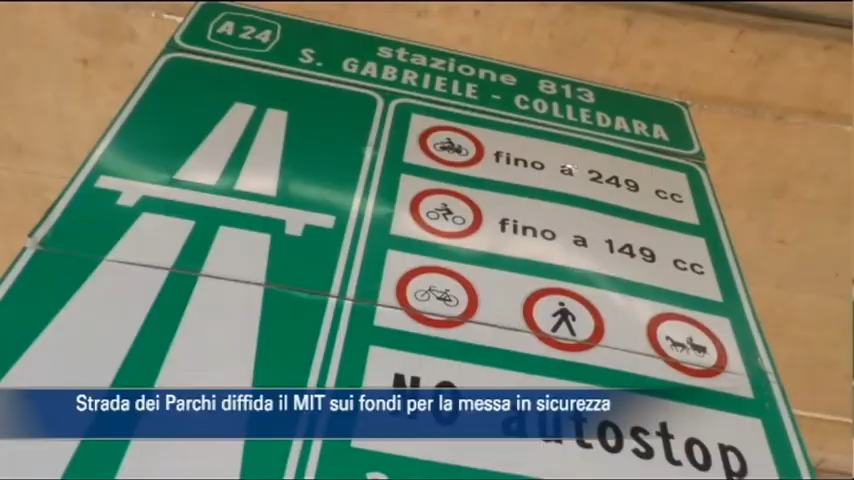 A24
stazione 813
S. GABRIELE - COLLEDARA
fino a 249 cc
fino a 149 cc
NO autostop
Strada dei Parchi diffida il MIT sui fondi per la messa in sicurezza